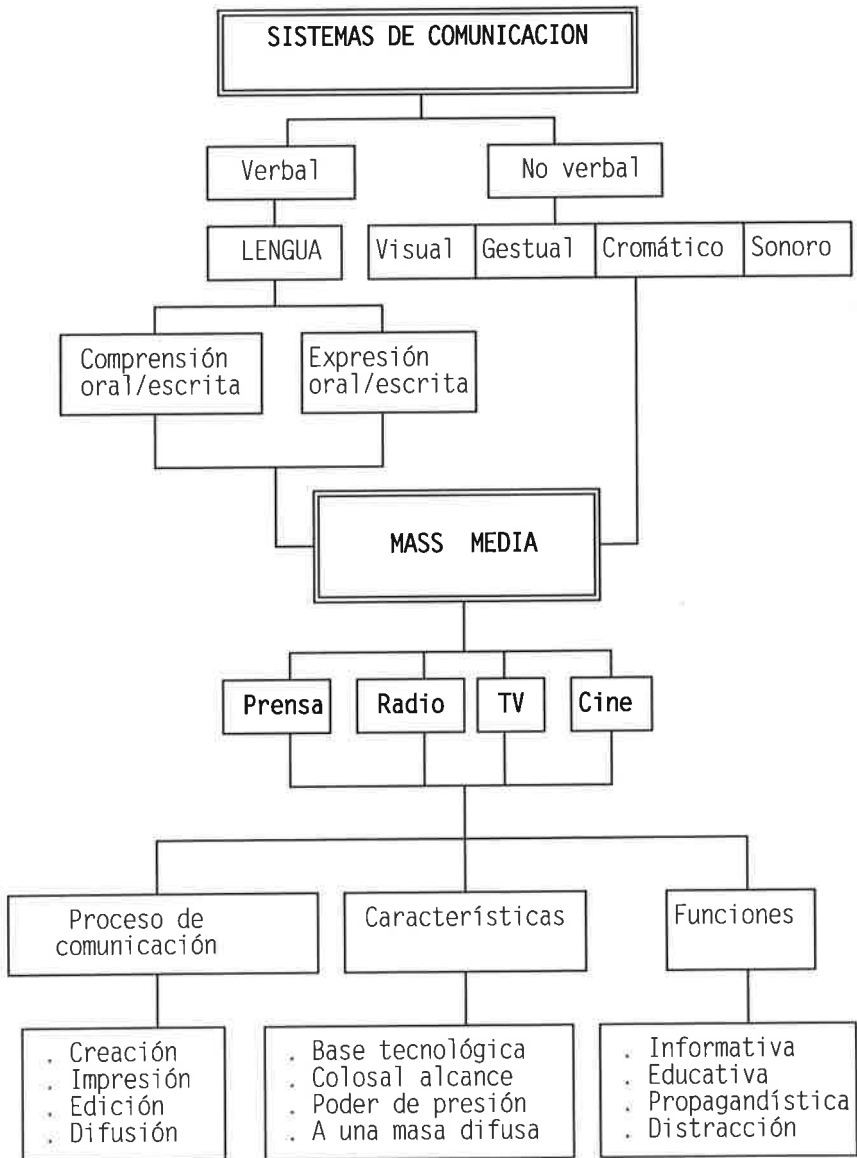 SISTEMAS DE COMUNICACION
Verbal
No verbal
LENGUA
Visual
Gestual
Cromático
Sonoro
Comprensión
oral/escrita
Expresión
oral/escrita
MASS MEDIA
Prensa
Radio
TV
Cine
Proceso de
comunicación
Características
Funciones
. Creación
. Impresión
. Edición
. Difusión
. Base tecnológica
. Colosal alcance
. Poder de presión
. A una masa difusa
. Informativa
. Educativa
. Propagandística
. Distracción